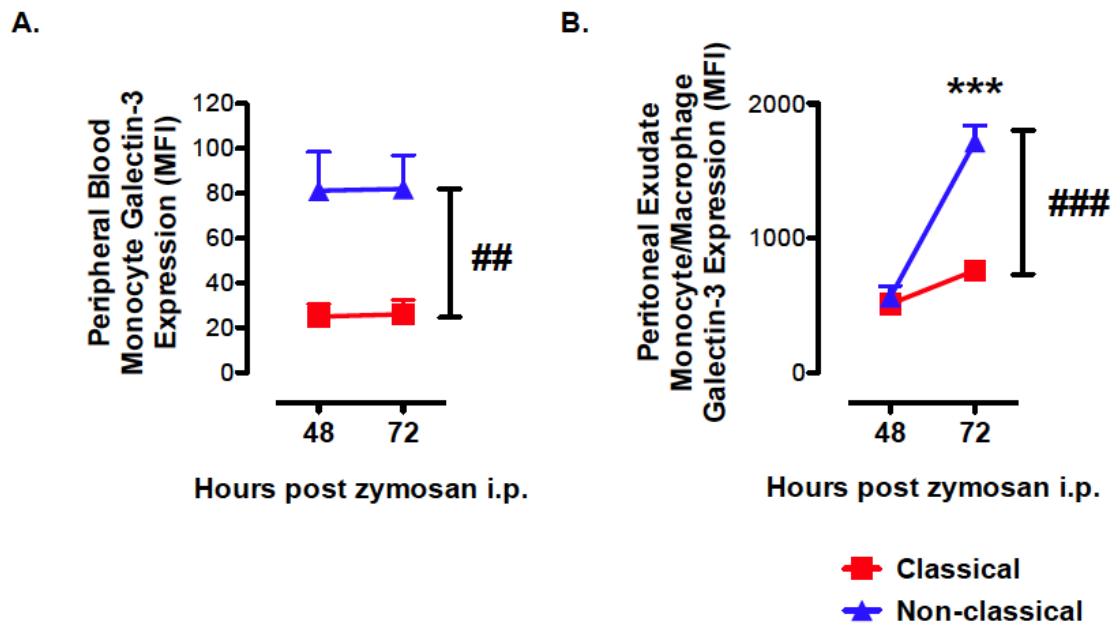 A.
Peripheral Blood
Monocyte Galectin-3
Expression (MFI)
120
100
80
60
40
20
0
##
48
72
Hours post zymosan i.p.
B.
Peritoneal Exudate
Monocyte/Macrophage
Galectin-3 Expression (MFI)
2000
1000
0
***
###
48
72
Hours post zymosan i.p.
Classical
Non-classical